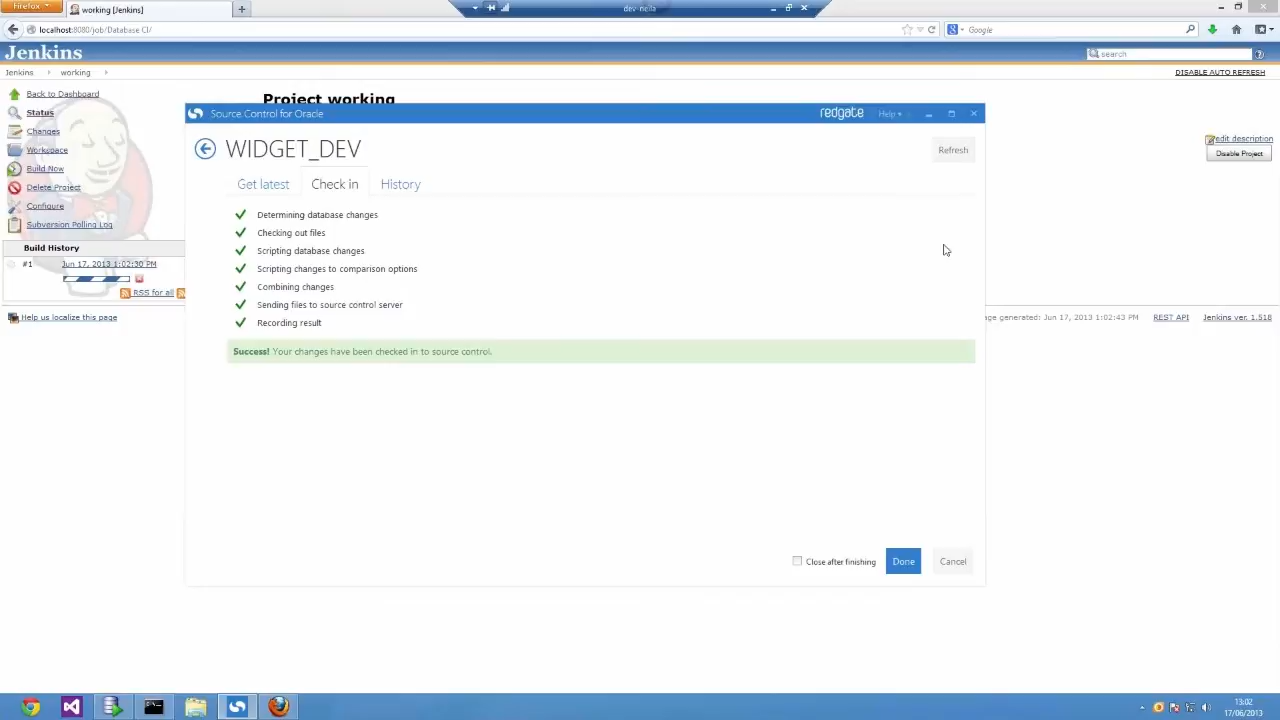 Firefox
working [Jenkins]
dev-neila
localhost:8080/job/Database CI/
Google
Jenkins
search
Jenkins
working
DISABLE AUTO REFRESH
Back to Dashboard
Status
Changes
Workspace
Build Now
Delete Project
Configure
Subversion Polling Log
Build History
#1 Jun 17, 2013 1:02:30 PM
RSS for all
Help us localize this page
Project working
edit description
Disable Project
Source Control for Oracle
redgate
Help
WIDGET_DEV
Refresh
Get latest
Check in
History
Determining database changes
Checking out files
Scripting database changes
Scripting changes to comparison options
Combining changes
Sending files to source control server
Recording result
Success! Your changes have been checked in to source control.
Close after finishing
Done
Cancel
generated: Jun 17, 2013 1:02:43 PM
REST API
Jenkins ver. 1.518
13:02
17/06/2013